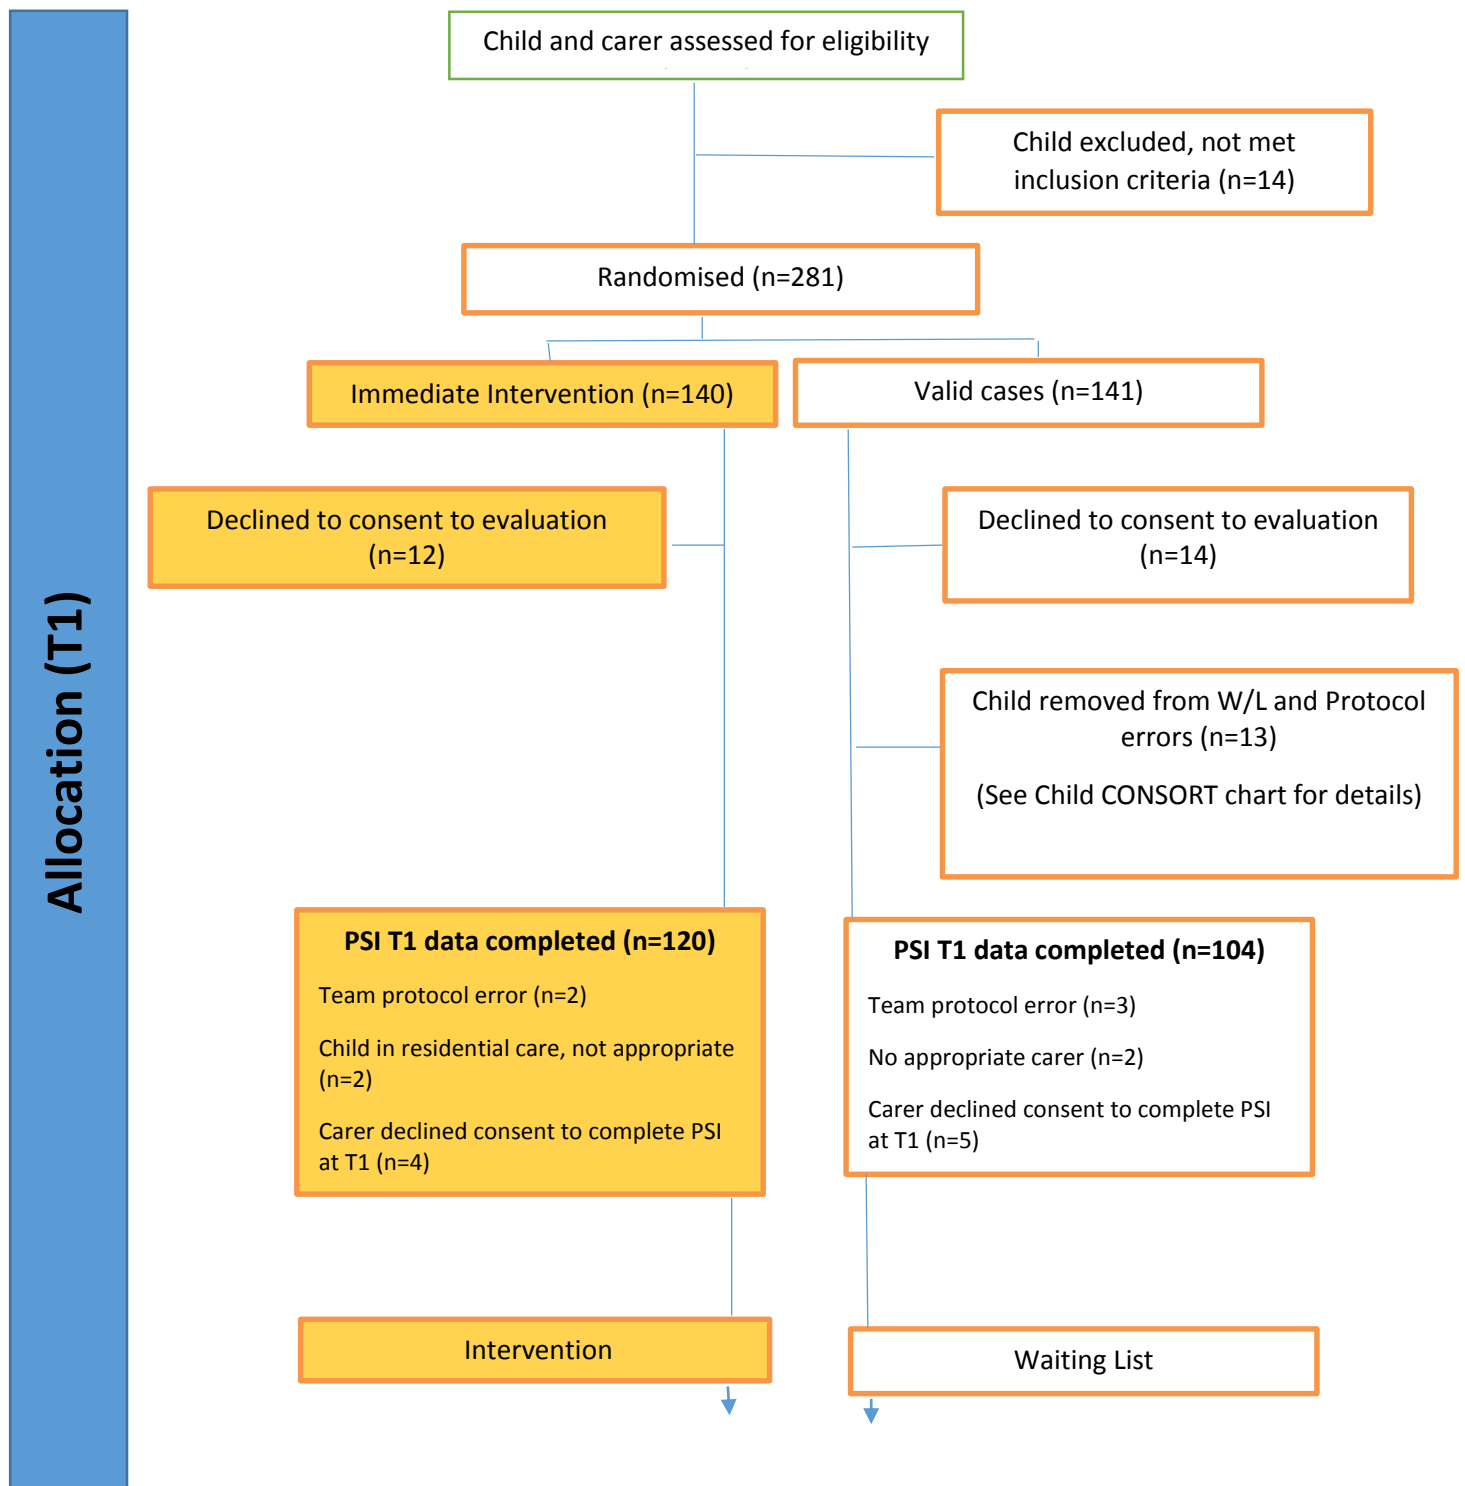 Allocation (T1)
Child and carer assessed for eligibility
Child excluded, not met
inclusion criteria (n=14)
Randomised (n=281)
Immediate Intervention (n=140)
Valid cases (n=141)
Declined to consent to evaluation
(n=12)
Declined to consent to evaluation
(n=14)
Child removed from W/L and Protocol
errors (n=13)
(See Child CONSORT chart for details)
PSI T1 data completed (n=120)
Team protocol error (n=2)
Child in residential care, not appropriate
(n=2)
Carer declined consent to complete PSI
at T1 (n=4)
PSI T1 data completed (n=104)
Team protocol error (n=3)
No appropriate carer (n=2)
Carer declined consent to complete PSI
at T1 (n=5)
Intervention
Waiting List